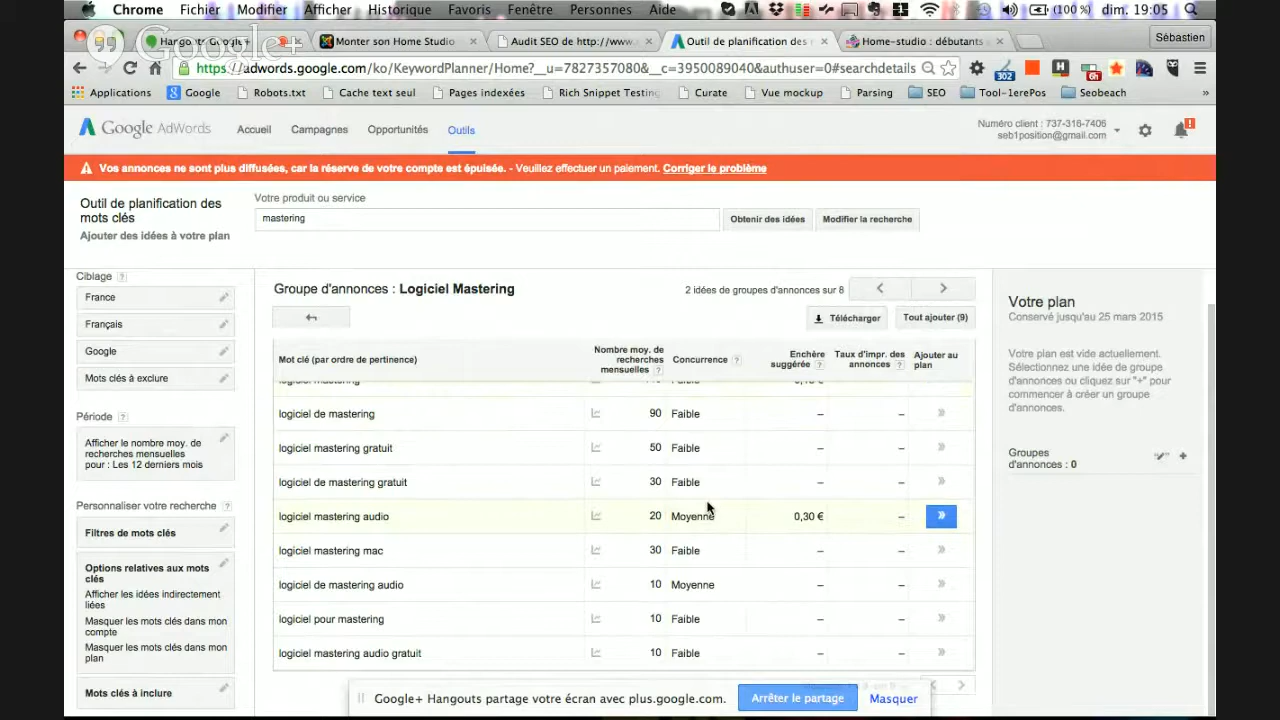 Chrome Fichier Modifier Afficher Historique Favoris Fenêtre Personnes Aide (100 %) dim. 19:05
Google+
Monter son Home Studio
Audit SEO de http://www.
Outil de planification des
Home-studio : débutants
Sébastien
https://adwords.google.com/ko/KeywordPlanner/Home?__u=7827357080&__c=3950089040&authuser=0#searchdetails
302
6h
Applications Google Robots.txt Cache text seul Pages indexées Rich Snippet Testing Curate Vue mockup Parsing SEO Tool-1erePos Seobeach »
Google AdWords Accueil Campagnes Opportunités Outils
Numéro client : 737-316-7406
seb1position@gmail.com
Vos annonces ne sont plus diffusées, car la réserve de votre compte est épuisée. - Veuillez effectuer un paiement. Corriger le problème
Outil de planification des
mots clés
Ajouter des idées à votre plan
Votre produit ou service
mastering
Obtenir des idées
Modifier la recherche
Ciblage ?
France
Français
Google
Mots clés à exclure
Période ?
Afficher le nombre moy. de
recherches mensuelles
pour : Les 12 derniers mois
Personnaliser votre recherche ?
Filtres de mots clés
Options relatives aux mots
clés
Afficher les idées indirectement
liées
Masquer les mots clés dans mon
compte
Masquer les mots clés dans mon
plan
Mots clés à inclure
Groupe d'annonces : Logiciel Mastering
2 idées de groupes d'annonces sur 8
Télécharger
Tout ajouter (9)
Mot clé (par ordre de pertinence)
Nombre moy. de
recherches
mensuelles ?
Concurrence ?
Enchère
suggérée ?
Taux d'impr. des
annonces ?
Ajouter au
plan
logiciel mastering Faible
logiciel de mastering 90 Faible – – »
logiciel mastering gratuit 50 Faible – – »
logiciel de mastering gratuit 30 Faible – – »
logiciel mastering audio 20 Moyenne 0,30 € – »
logiciel mastering mac 30 Faible – – »
logiciel de mastering audio 10 Moyenne – – »
logiciel pour mastering 10 Faible – – »
logiciel mastering audio gratuit 10 Faible – – »
Votre plan
Conservé jusqu'au 25 mars 2015
Votre plan est vide actuellement.
Sélectionnez une idée de groupe
d'annonces ou cliquez sur "+" pour
commencer à créer un groupe
d'annonces.
Groupes
d'annonces : 0
Google+ Hangouts partage votre écran avec plus.google.com.
Arrêter le partage
Masquer